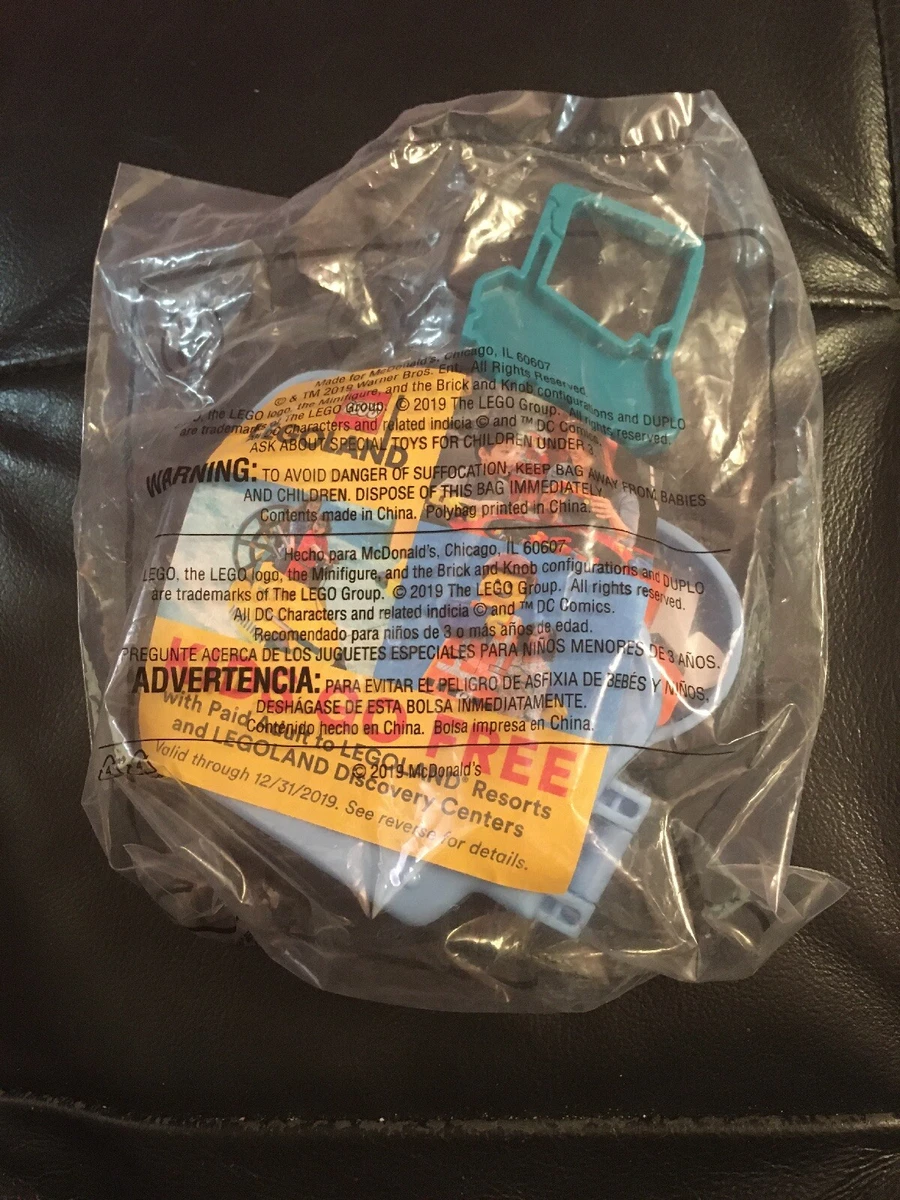 Made for McDonald's, Chicago, IL 60607
© & TM 2019 Warner Bros. Ent. All Rights Reserved.
the LEGO logo, the Minifigure, and the Brick and Knob configurations and DUPLO
are trademarks of The LEGO Group. © 2019 The LEGO Group. All rights reserved.
Characters and related indicia © and ™ DC Comics.
ASK ABOUT SPECIAL TOYS FOR CHILDREN UNDER 3
WARNING: TO AVOID DANGER OF SUFFOCATION, KEEP BAG AWAY FROM BABIES
AND CHILDREN. DISPOSE OF THIS BAG IMMEDIATELY
Contents made in China. Polybag printed in China.
Hecho para McDonald's, Chicago, IL 60607
LEGO, the LEGO logo, the Minifigure, and the Brick and Knob configurations and DUPLO
are trademarks of The LEGO Group. © 2019 The LEGO Group. All rights reserved.
All DC Characters and related indicia © and ™ DC Comics.
Recomendado para niños de 3 o más años de edad.
PREGUNTE ACERCA DE LOS JUGUETES ESPECIALES PARA NIÑOS MENORES DE 3 AÑOS.
ADVERTENCIA: PARA EVITAR EL PELIGRO DE ASFIXIA DE BEBÉS Y NIÑOS.
DESHÁGASE DE ESTA BOLSA INMEDIATAMENTE.
Contenido hecho en China. Bolsa impresa en China.
© 2019 McDonald's
LEGOLAND
KIDS GO FREE
with Paid Adult to LEGOLAND® Resorts
and LEGOLAND Discovery Centers
Valid through 12/31/2019. See reverse for details.